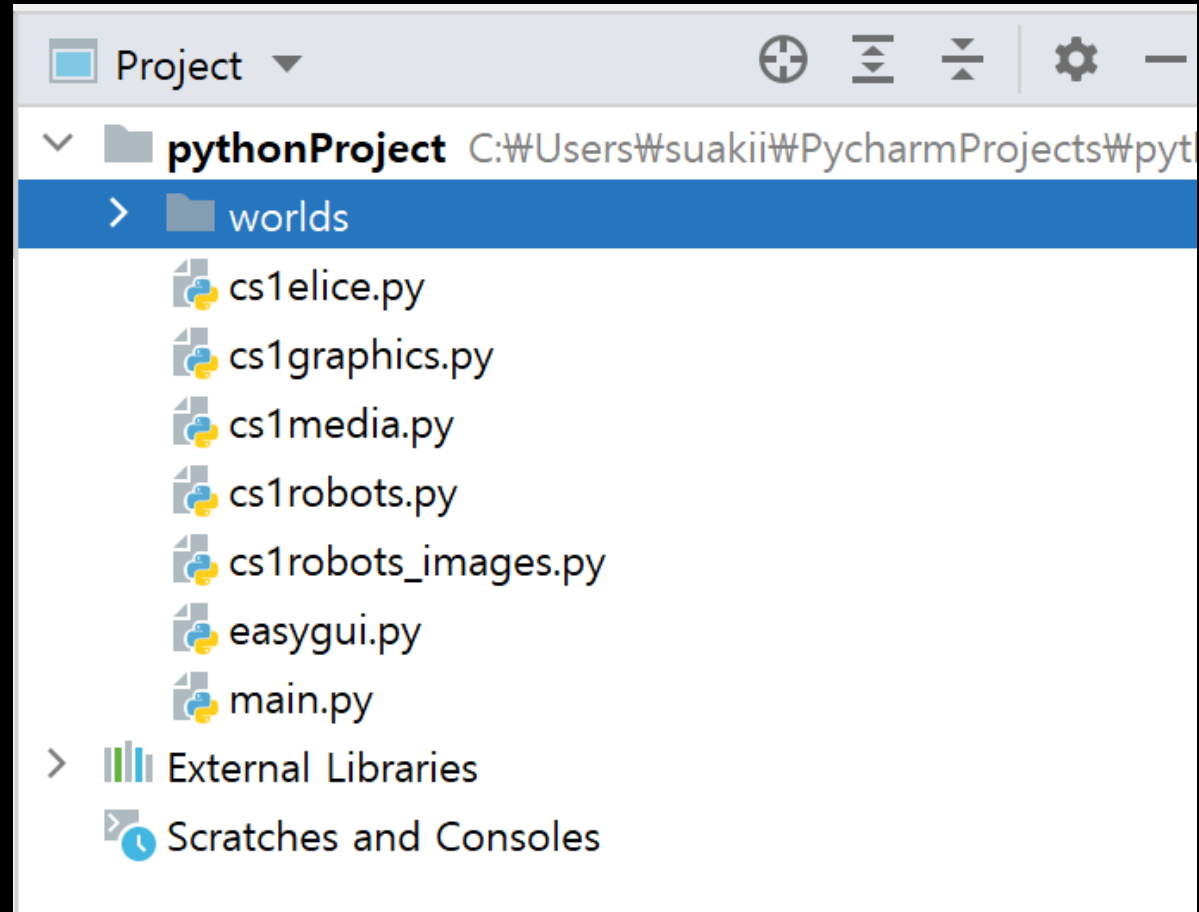 Project
pythonProject C:₩Users₩suakii₩PycharmProjects₩pyt
worlds
cs1elice.py
cs1graphics.py
cs1media.py
cs1robots.py
cs1robots_images.py
easygui.py
main.py
External Libraries
Scratches and Consoles